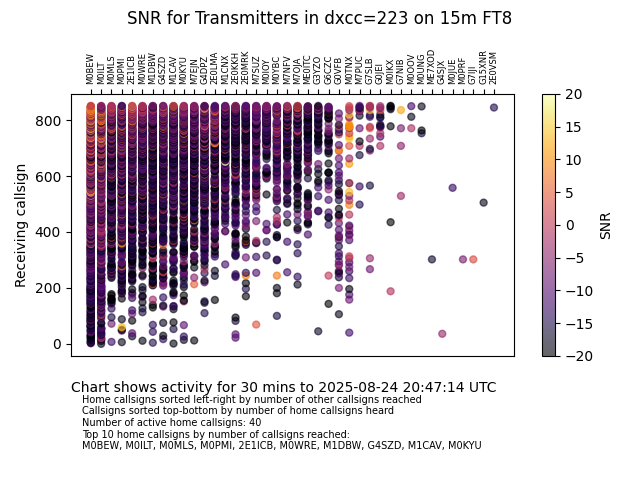 SNR for Transmitters in dxcc=223 on 15m FT8
M0BEW M0ILT M0MLS M0PMI 2E1ICB M0WRE M1DBW G4SZD M1CAV M0KYU M7EJN G4DPZ 2E0LMA M1CNX 2E0KKH 2E0MRK M7SUZ M0IOY M0YBC M7NFV M7OJA ME0ITC G3YZO G6CZC G0VFB M0TNX M7PUC G7SLB G0JEI M0IKX G7NIB M0OOV M0UNG ME7XOD G4SJX M0JUE M0PRF G7IJI G15XNR 2E0VSM
800
600
400
200
0
Receiving callsign
20
15
10
5
0
−5
−10
−15
−20
SNR
Chart shows activity for 30 mins to 2025-08-24 20:47:14 UTC
Home callsigns sorted left-right by number of other callsigns reached
Callsigns sorted top-bottom by number of home callsigns heard
Number of active home callsigns: 40
Top 10 home callsigns by number of callsigns reached:
M0BEW, M0ILT, M0MLS, M0PMI, 2E1ICB, M0WRE, M1DBW, G4SZD, M1CAV, M0KYU